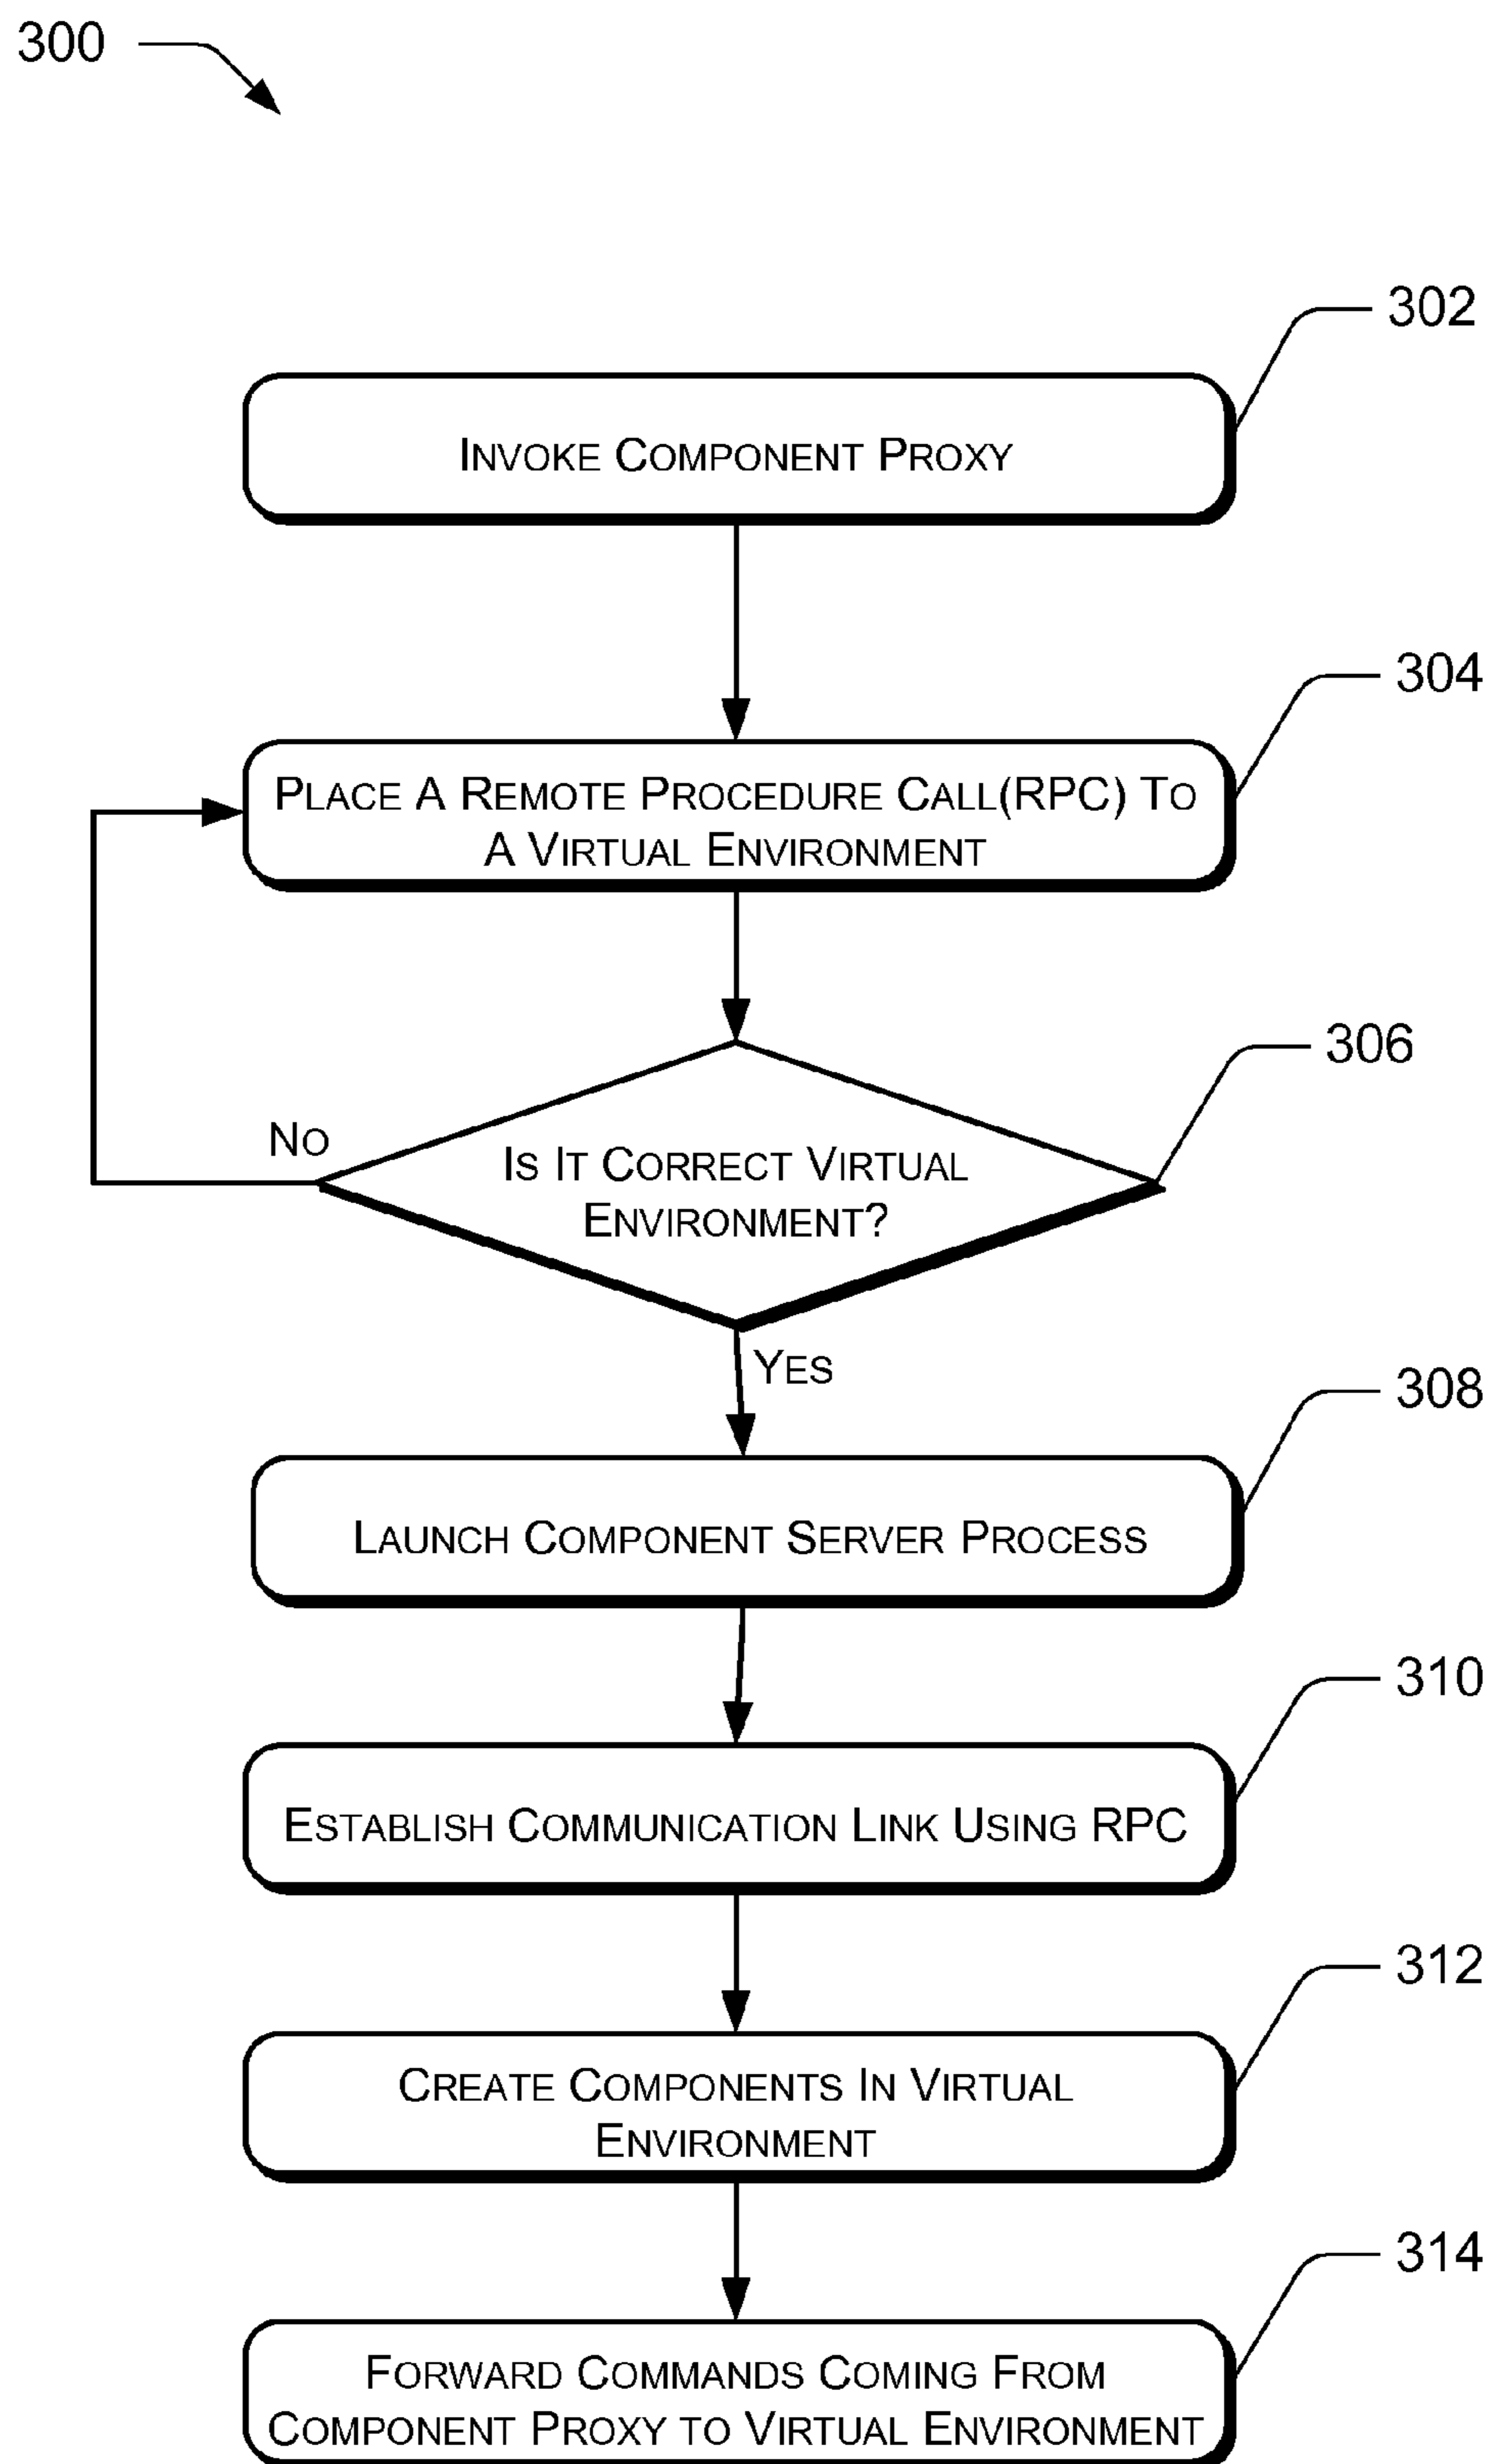 300
302
INVOKE COMPONENT PROXY
304
PLACE A REMOTE PROCEDURE CALL(RPC) TO
A VIRTUAL ENVIRONMENT
306
NO
IS IT CORRECT VIRTUAL
ENVIRONMENT?
YES
308
LAUNCH COMPONENT SERVER PROCESS
310
ESTABLISH COMMUNICATION LINK USING RPC
312
CREATE COMPONENTS IN VIRTUAL
ENVIRONMENT
314
FORWARD COMMANDS COMING FROM
COMPONENT PROXY TO VIRTUAL ENVIRONMENT